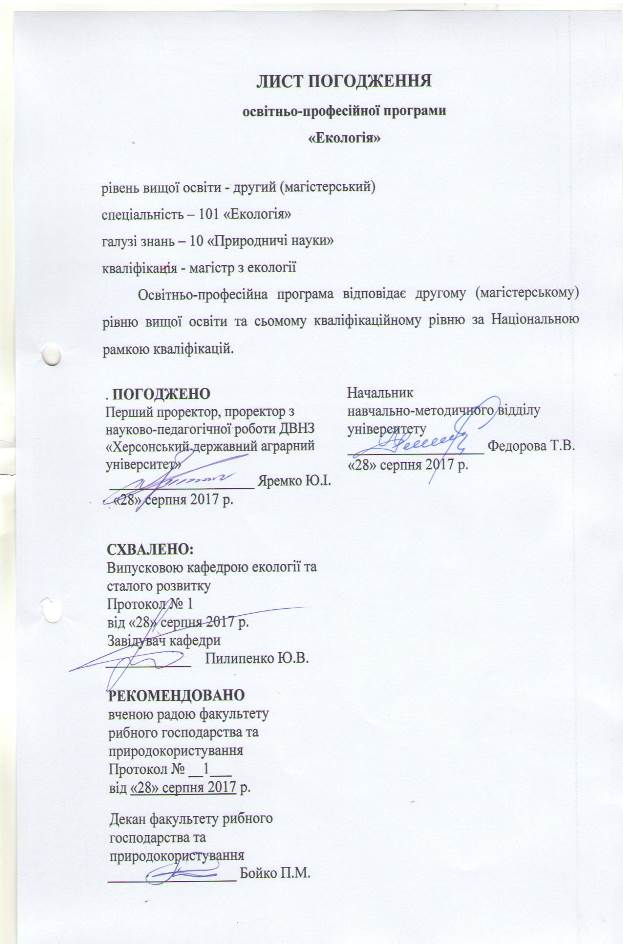 ЛИСТ ПОГОДЖЕННЯ
освітньо-професійної програми
«Екологія»
рівень вищої освіти - другий (магістерський)
спеціальність – 101 «Екологія»
галузі знань – 10 «Природничі науки»
кваліфікація - магістр з екології
Освітньо-професійна програма відповідає другому (магістерському)
рівню вищої освіти та сьомому кваліфікаційному рівню за Національною
рамкою кваліфікацій.
. ПОГОДЖЕНО
Перший проректор, проректор з
науково-педагогічної роботи ДВНЗ
«Херсонський державний аграрний
університет»
Яремко Ю.І.
«28» серпня 2017 р.
Начальник
навчально-методичного відділу
університету
Федорова Т.В.
«28» серпня 2017 р.
СХВАЛЕНО:
Випусковою кафедрою екології та
сталого розвитку
Протокол № 1
від «28» серпня 2017 р.
Завідувач кафедри
Пилипенко Ю.В.
РЕКОМЕНДОВАНО
вченою радою факультету
рибного господарства та
природокористування
Протокол № __1___
від «28» серпня 2017 р.
Декан факультету рибного
господарства та
природокористування
Бойко П.М.